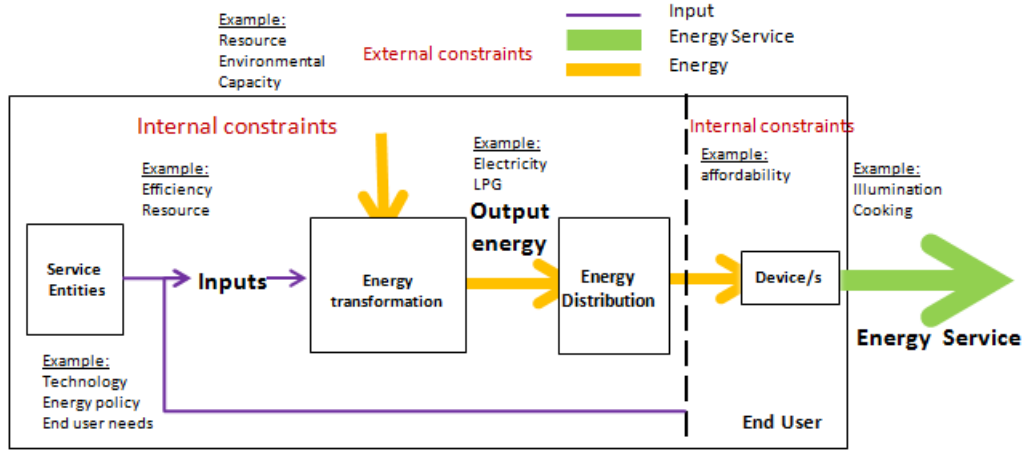 Example:
Resource
Environmental
Capacity
External constraints
Input
Energy Service
Energy
Internal constraints
Example:
Efficiency
Resource
Example:
Electricity
LPG
Internal constraints
Example:
affordability
Example:
Illumination
Cooking
Service
Entities
Inputs
Energy
transformation
Output
energy
Energy
Distribution
Device/s
Energy Service
Example:
Technology
Energy policy
End user needs
End User